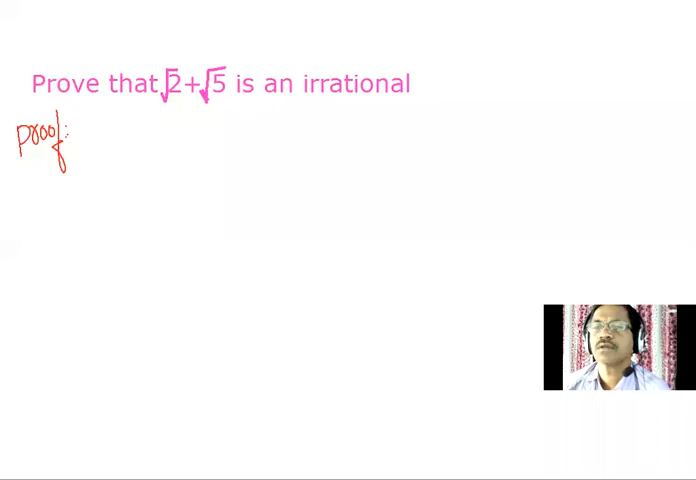 Prove that √2+√5 is an irrational
Proof: